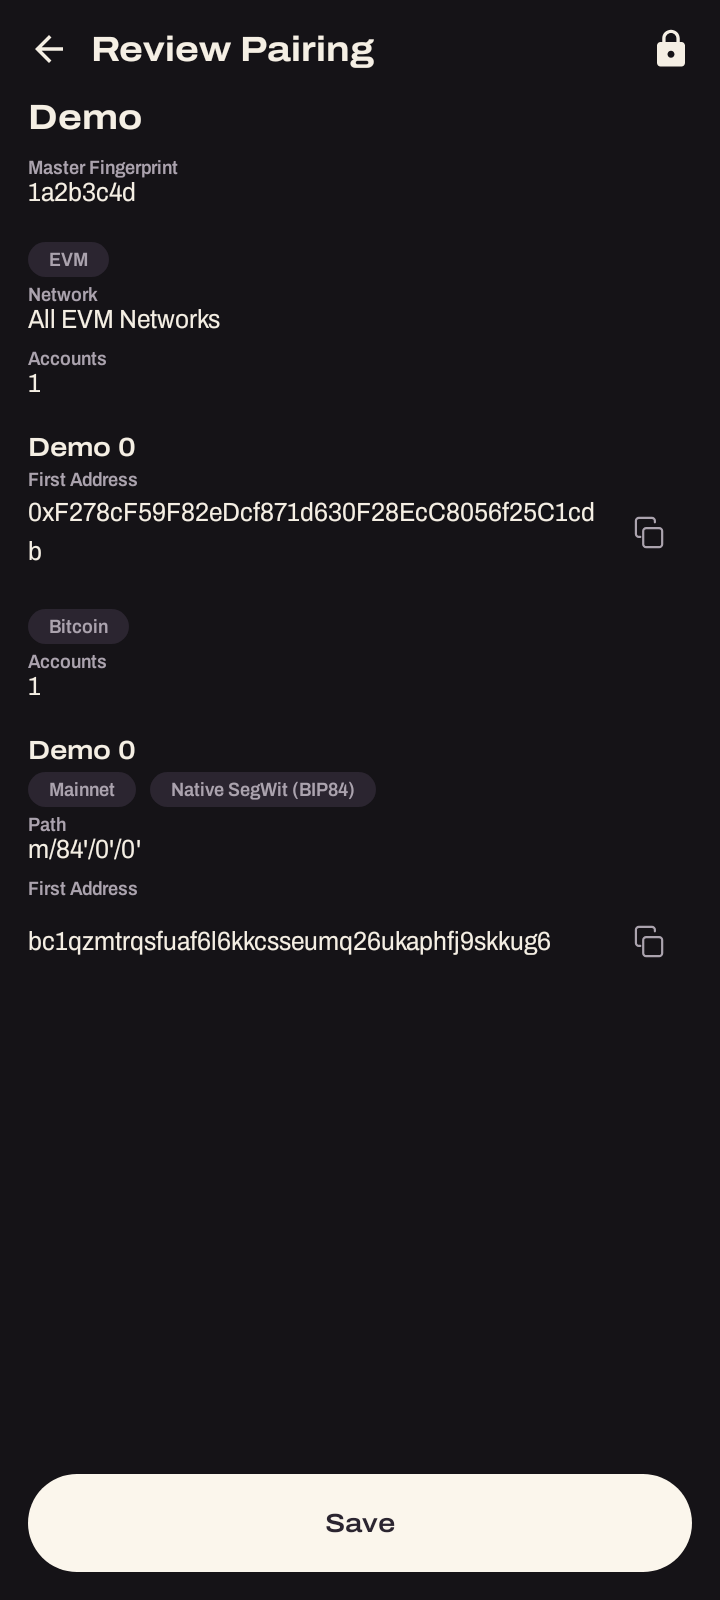 Review Pairing
Demo
Master Fingerprint
1a2b3c4d
EVM
Network
All EVM Networks
Accounts
1
Demo 0
First Address
0xF278cF59F82eDcf871d630F28EcC8056f25C1cd
b
Bitcoin
Accounts
1
Demo 0
Mainnet Native SegWit (BIP84)
Path
m/84'/0'/0'
First Address
bc1qzmtrqsfuaf6l6kkcsseumq26ukaphfj9skkug6
Save